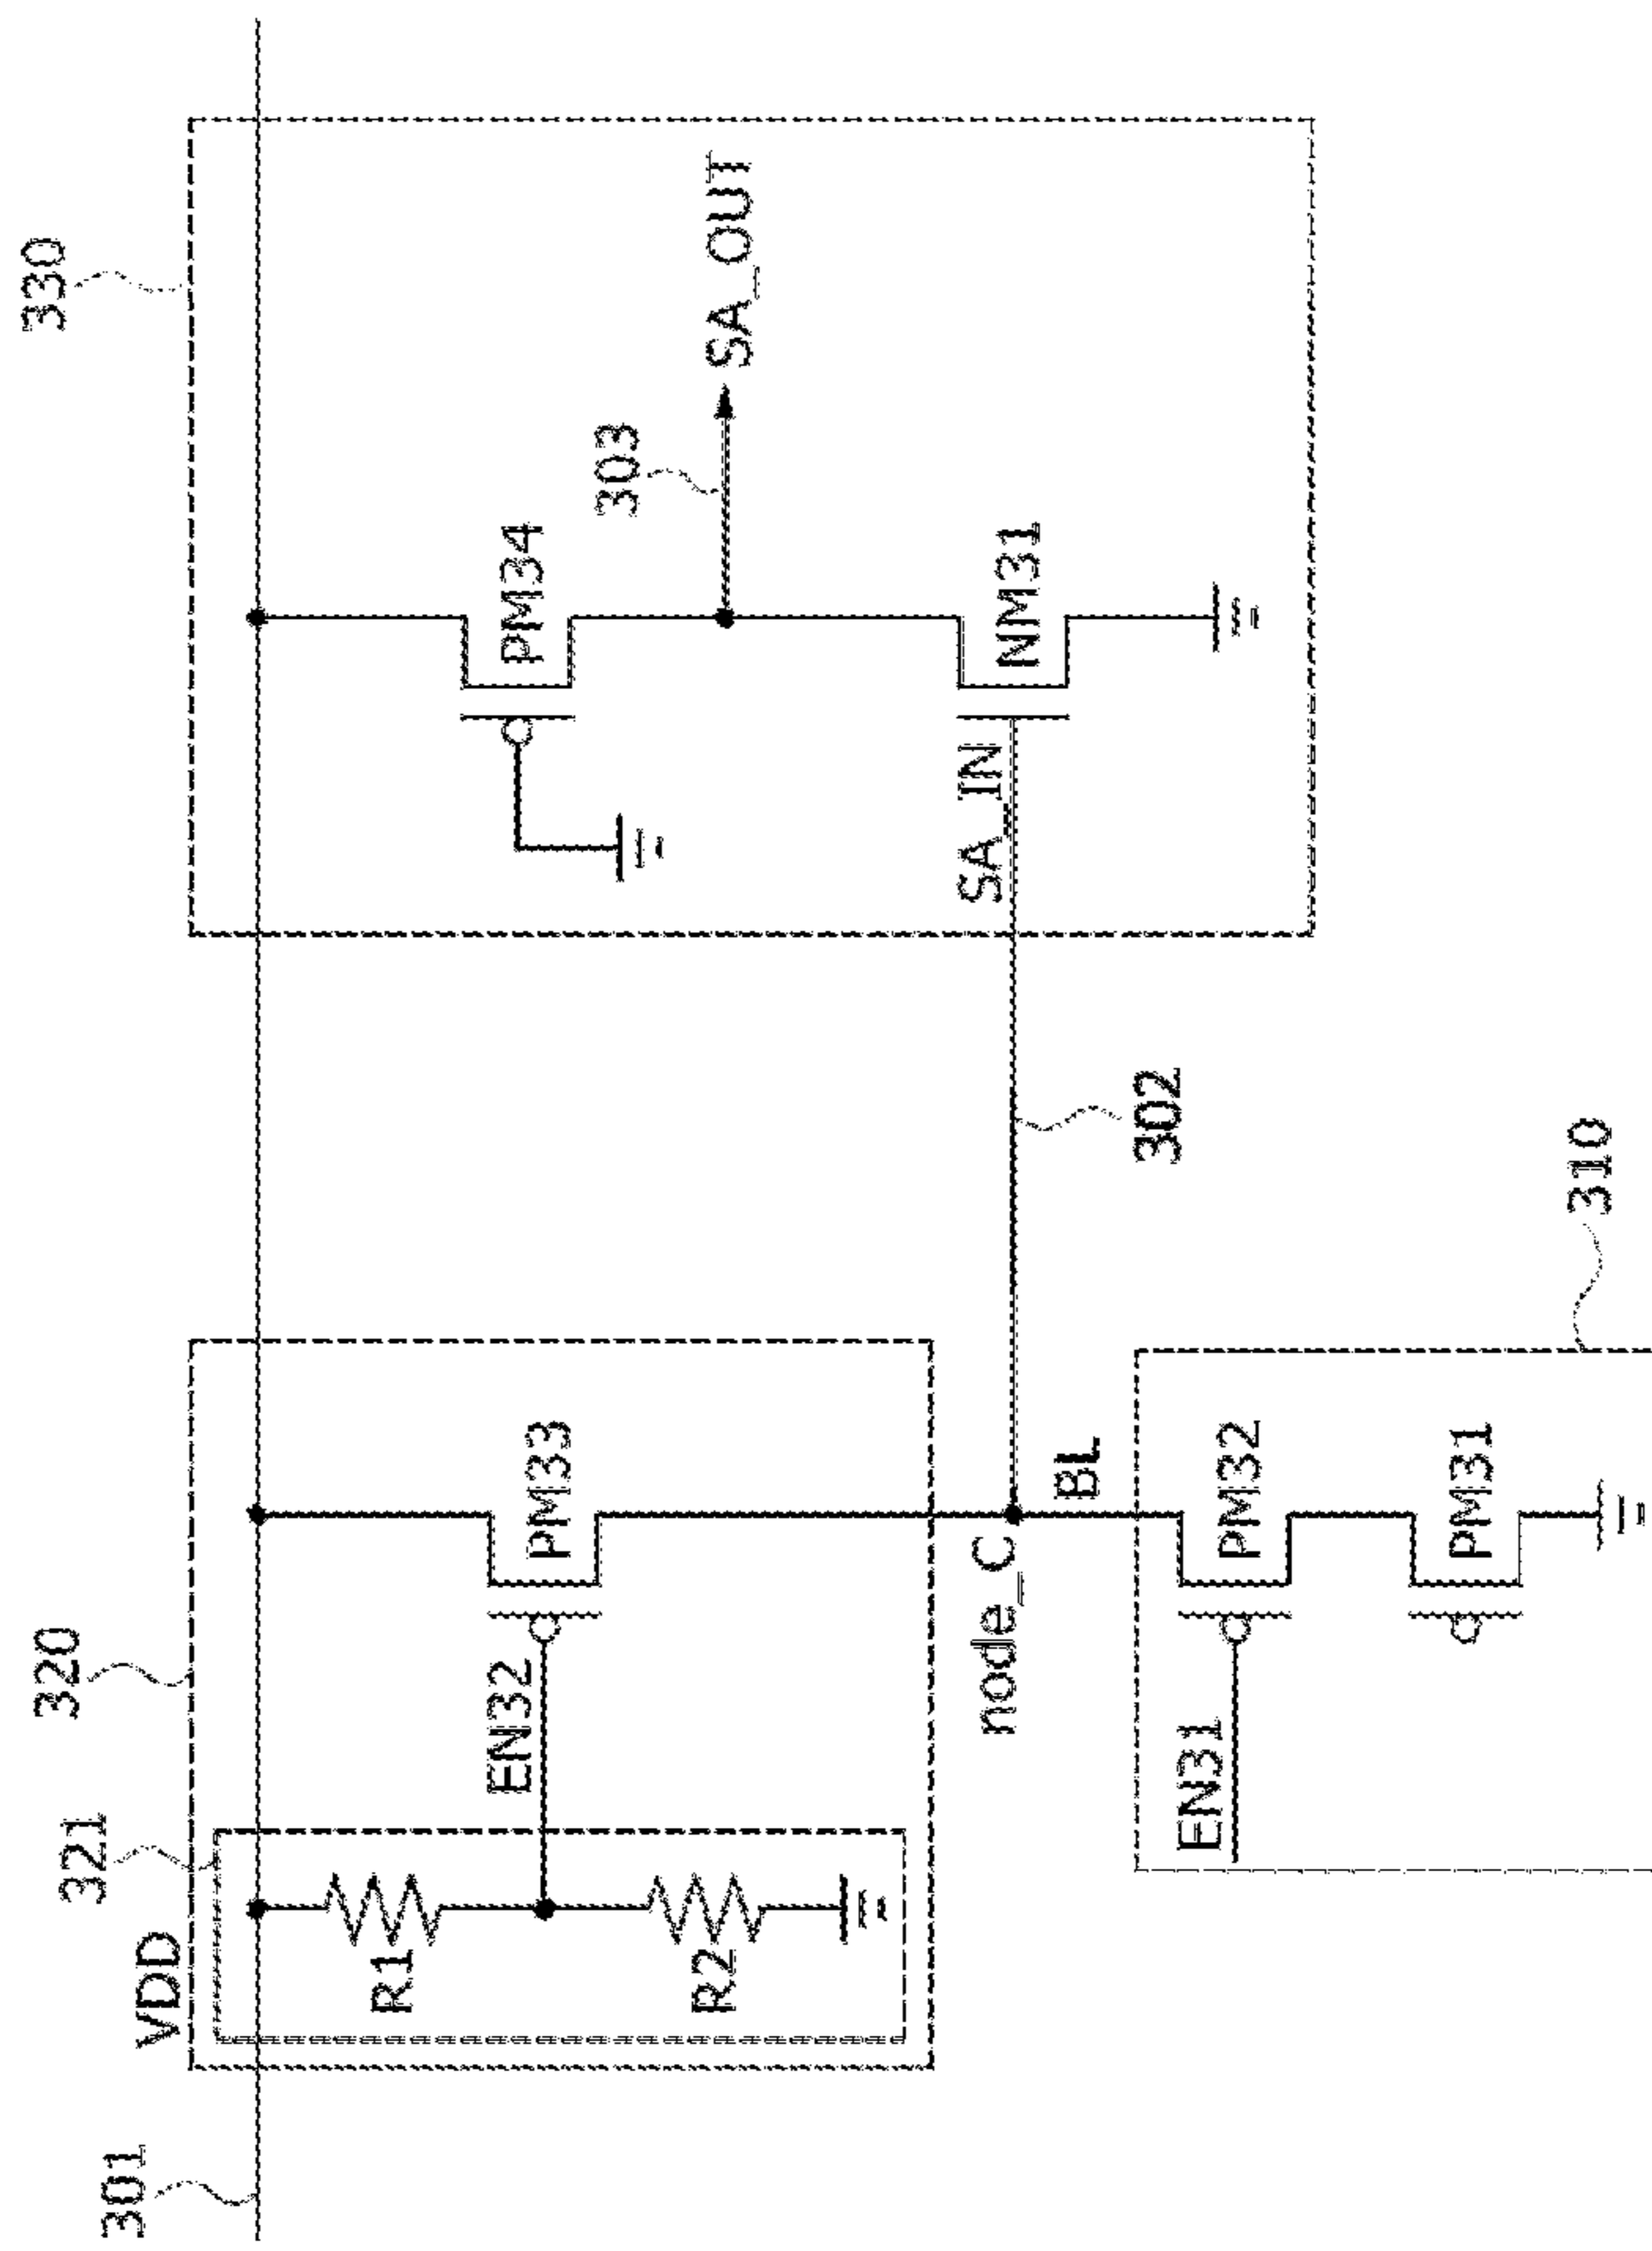 330
SA_OUT
303
PM34
NM31
SA_IN
302
310
PM33
BL
PM32
PM31
node_C
320
EN32
EN31
321
VDD
R1
R2
301